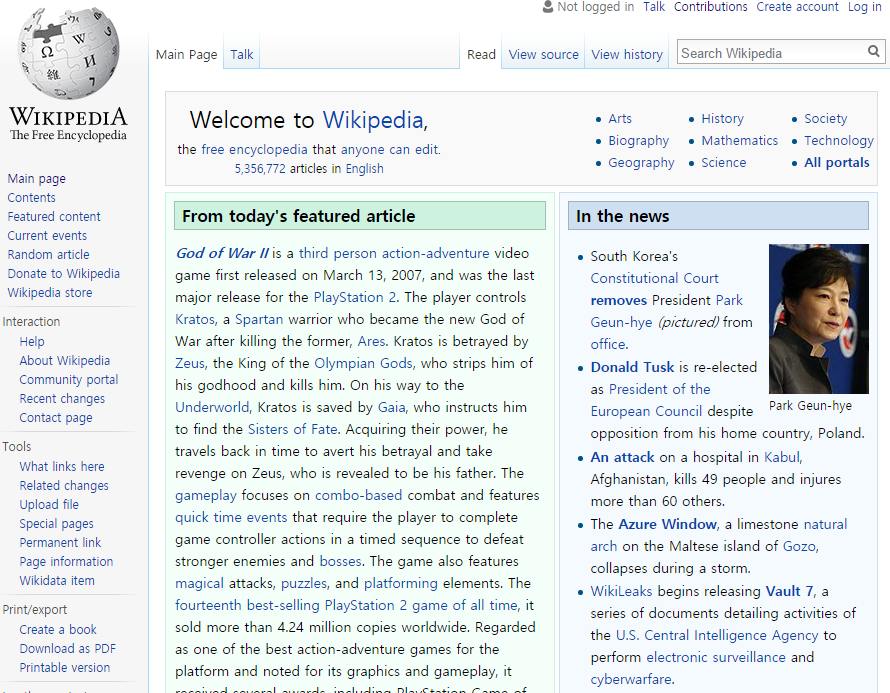 Not logged in Talk Contributions Create account Log in
Main Page Talk Read View source View history Search Wikipedia
WIKIPEDIA
The Free Encyclopedia
Main page
Contents
Featured content
Current events
Random article
Donate to Wikipedia
Wikipedia store
Interaction
Help
About Wikipedia
Community portal
Recent changes
Contact page
Tools
What links here
Related changes
Upload file
Special pages
Permanent link
Page information
Wikidata item
Print/export
Create a book
Download as PDF
Printable version
Welcome to Wikipedia,
the free encyclopedia that anyone can edit.
5,356,772 articles in English
Arts
Biography
Geography
History
Mathematics
Science
Society
Technology
All portals
From today's featured article
God of War II is a third person action-adventure video
game first released on March 13, 2007, and was the last
major release for the PlayStation 2. The player controls
Kratos, a Spartan warrior who became the new God of
War after killing the former, Ares. Kratos is betrayed by
Zeus, the King of the Olympian Gods, who strips him of
his godhood and kills him. On his way to the
Underworld, Kratos is saved by Gaia, who instructs him
to find the Sisters of Fate. Acquiring their power, he
travels back in time to avert his betrayal and take
revenge on Zeus, who is revealed to be his father. The
gameplay focuses on combo-based combat and features
quick time events that require the player to complete
game controller actions in a timed sequence to defeat
stronger enemies and bosses. The game also features
magical attacks, puzzles, and platforming elements. The
fourteenth best-selling PlayStation 2 game of all time, it
sold more than 4.24 million copies worldwide. Regarded
as one of the best action-adventure games for the
platform and noted for its graphics and gameplay, it
received several awards, including PlayStation Game of
In the news
South Korea's
Constitutional Court
removes President Park
Geun-hye (pictured) from
office.
Park Geun-hye
Donald Tusk is re-elected
as President of the
European Council despite
opposition from his home country, Poland.
An attack on a hospital in Kabul,
Afghanistan, kills 49 people and injures
more than 60 others.
The Azure Window, a limestone natural
arch on the Maltese island of Gozo,
collapses during a storm.
WikiLeaks begins releasing Vault 7, a
series of documents detailing activities of
the U.S. Central Intelligence Agency to
perform electronic surveillance and
cyberwarfare.